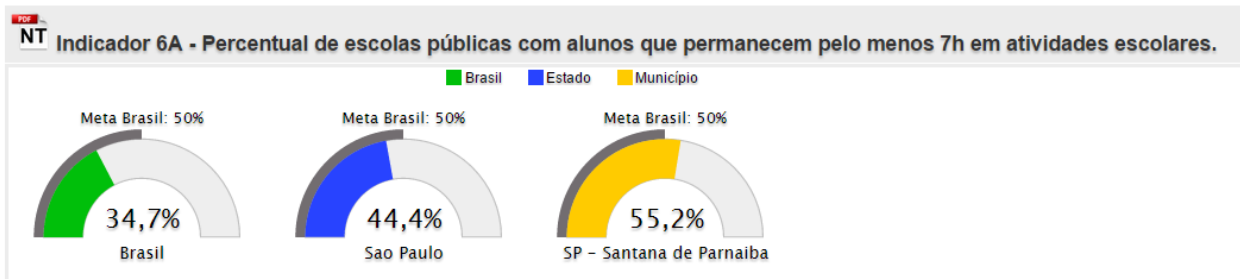 PDF
NT Indicador 6A - Percentual de escolas públicas com alunos que permecem pelo menos 7h em atividades escolares.
Brasil Estado Município
Meta Brasil: 50% Meta Brasil: 50% Meta Brasil: 50%
34,7% 44,4% 55,2%
Brasil Sao Paulo SP - Santana de Parnaiba